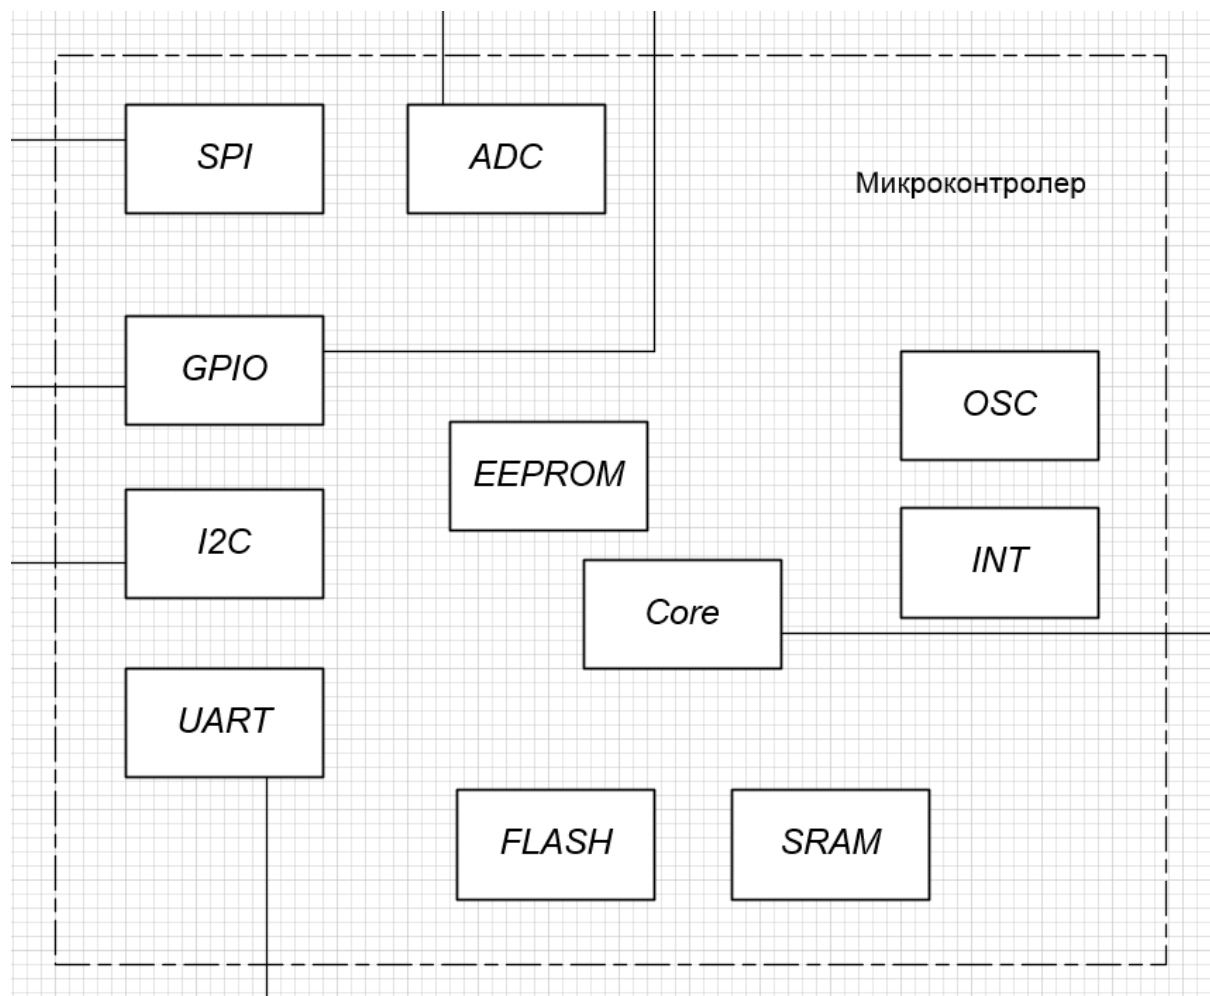 SPI
ADC
Микроконтролер
GPIO
OSC
EEPROM
I2C
INT
Core
UART
FLASH
SRAM